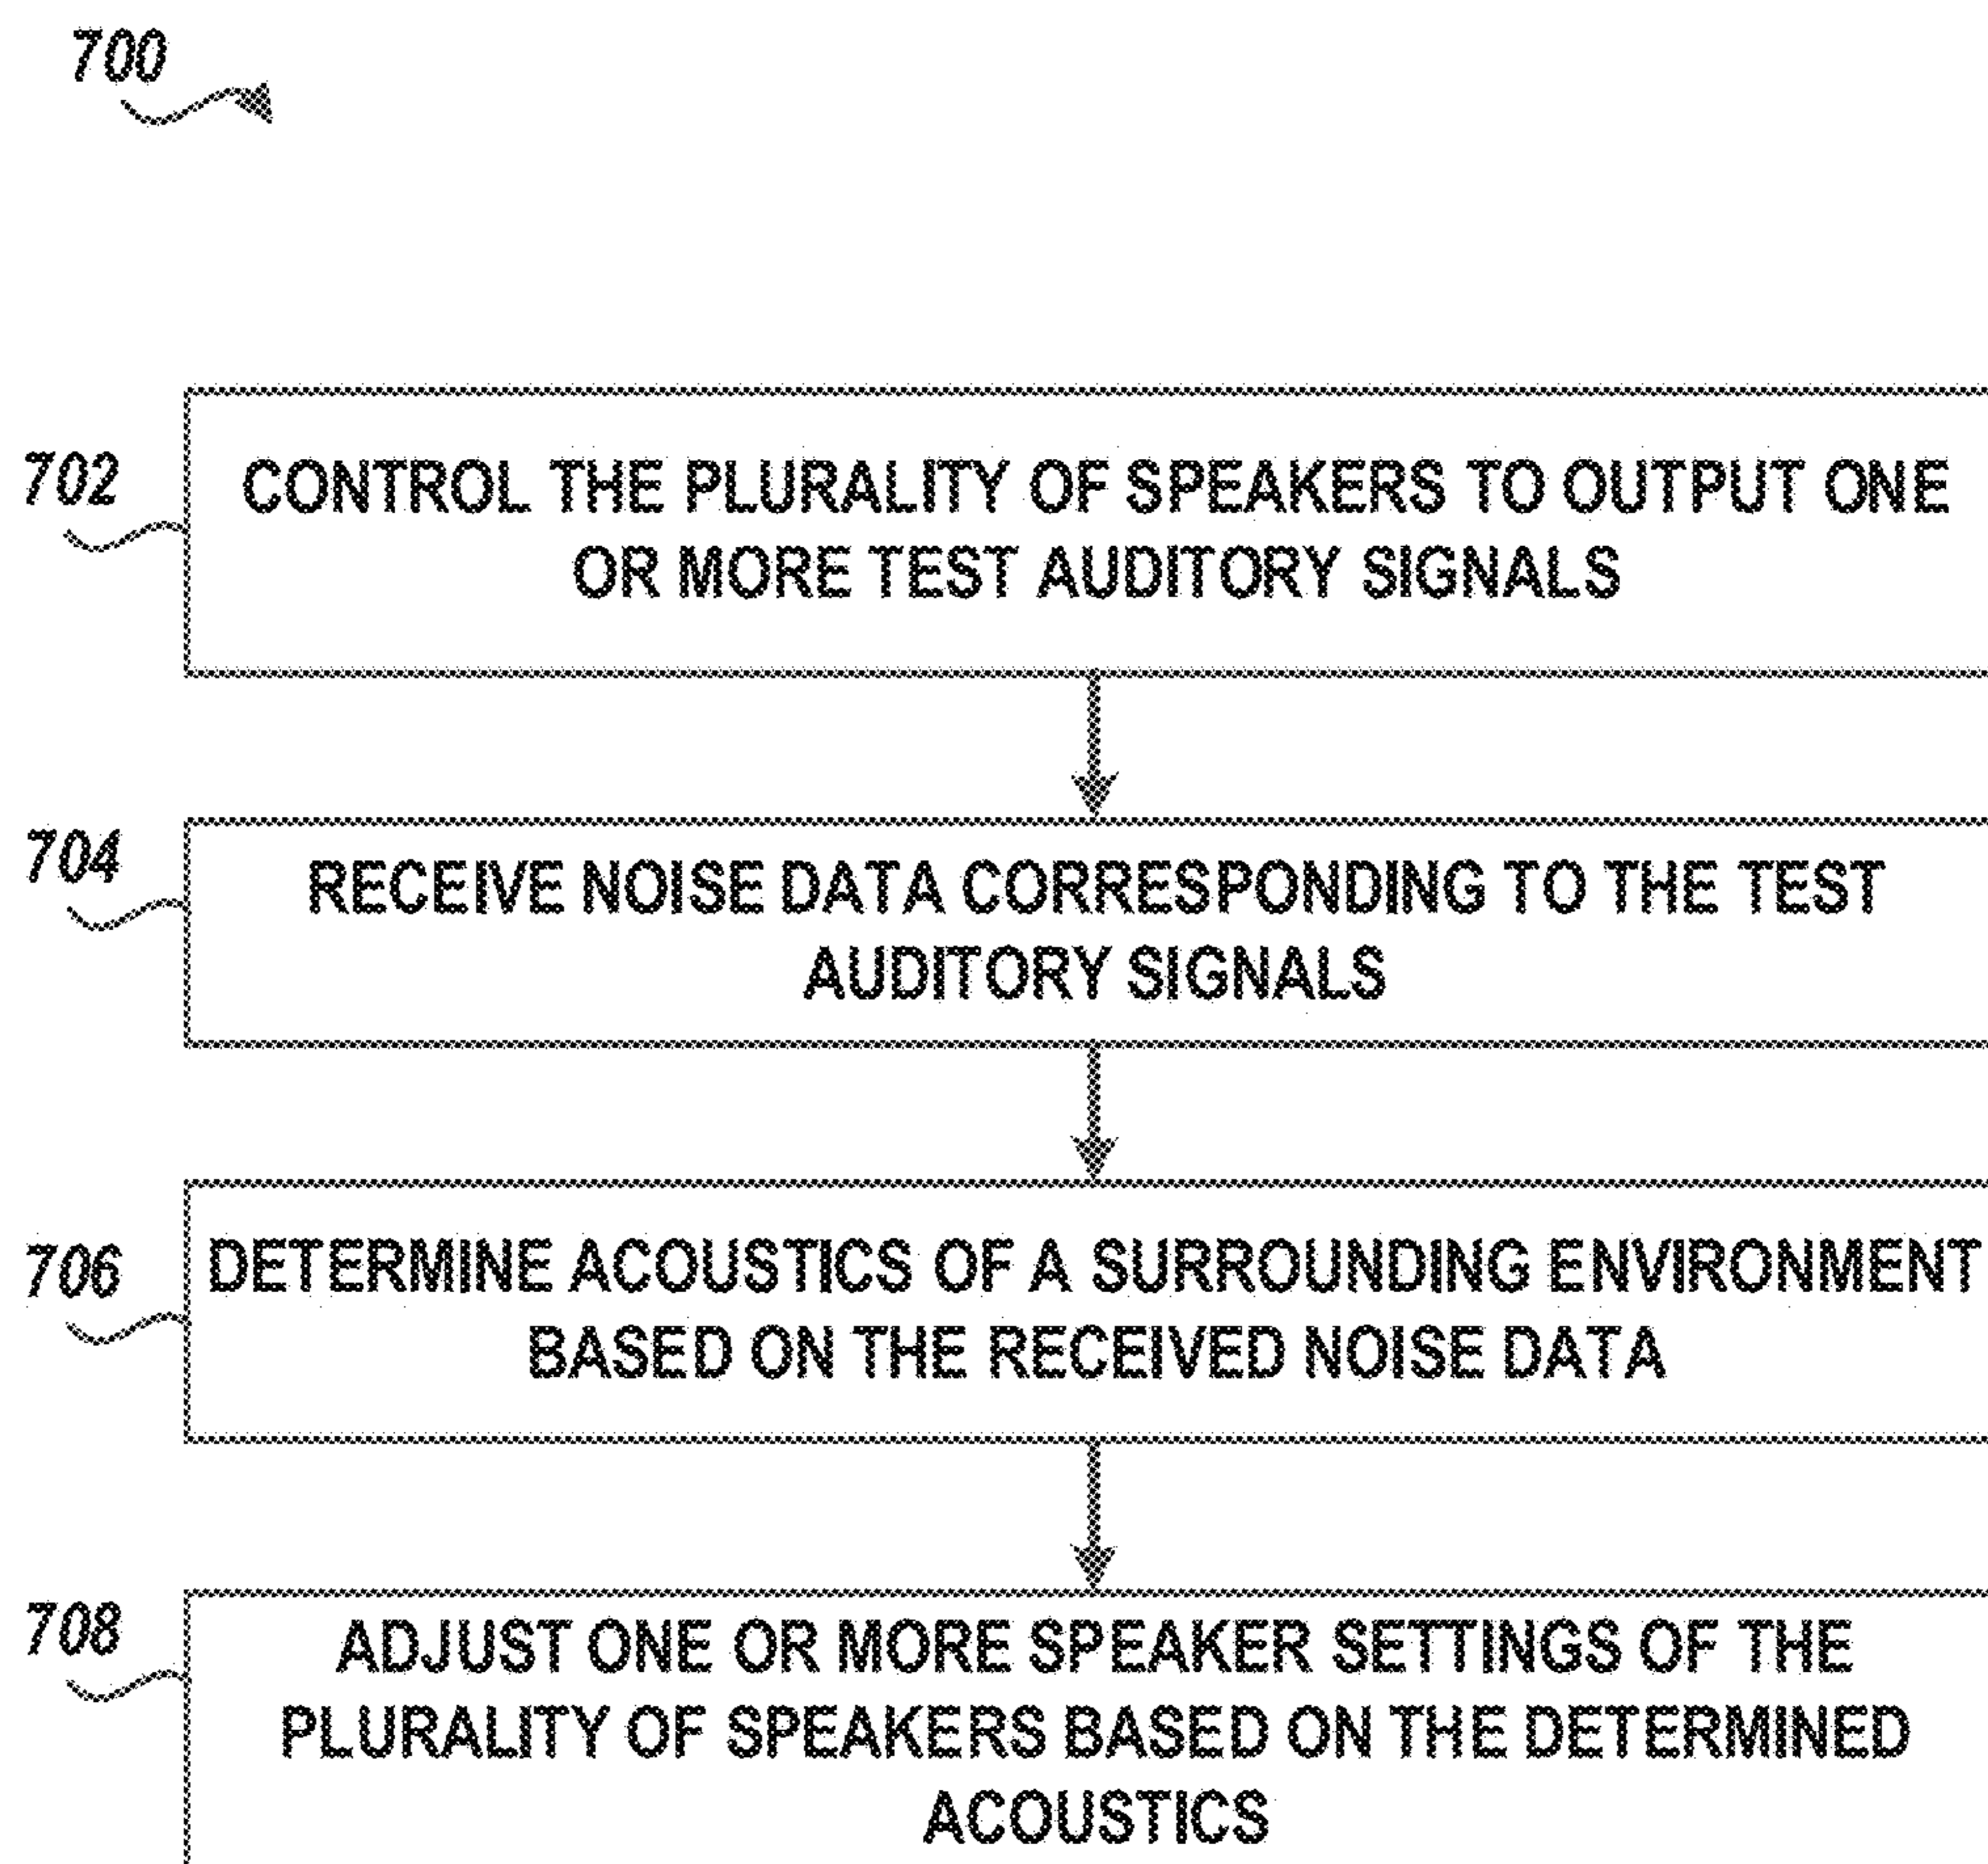 700
702
CONTROL THE PLURALITY OF SPEAKERS TO OUTPUT ONE
OR MORE TEST AUDITORY SIGNALS
704
RECEIVE NOISE DATA CORRESPONDING TO THE TEST
AUDITORY SIGNALS
706
DETERMINE ACOUSTICS OF A SURROUNDING ENVIRONMENT
BASED ON THE RECEIVED NOISE DATA
708
ADJUST ONE OR MORE SPEAKER SETTINGS OF THE
PLURALITY OF SPEAKERS BASED ON THE DETERMINED
ACOUSTICS